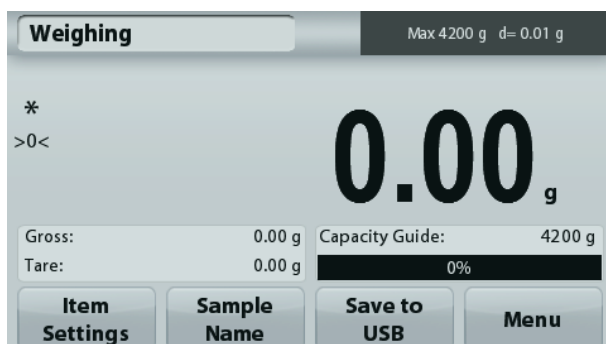 Weighing
Max 4200 g d= 0.01 g
*
>0<
0.00 g
Gross: 0.00 g
Tare: 0.00 g
Capacity Guide: 4200 g
0%
Item Settings
Sample Name
Save to USB
Menu